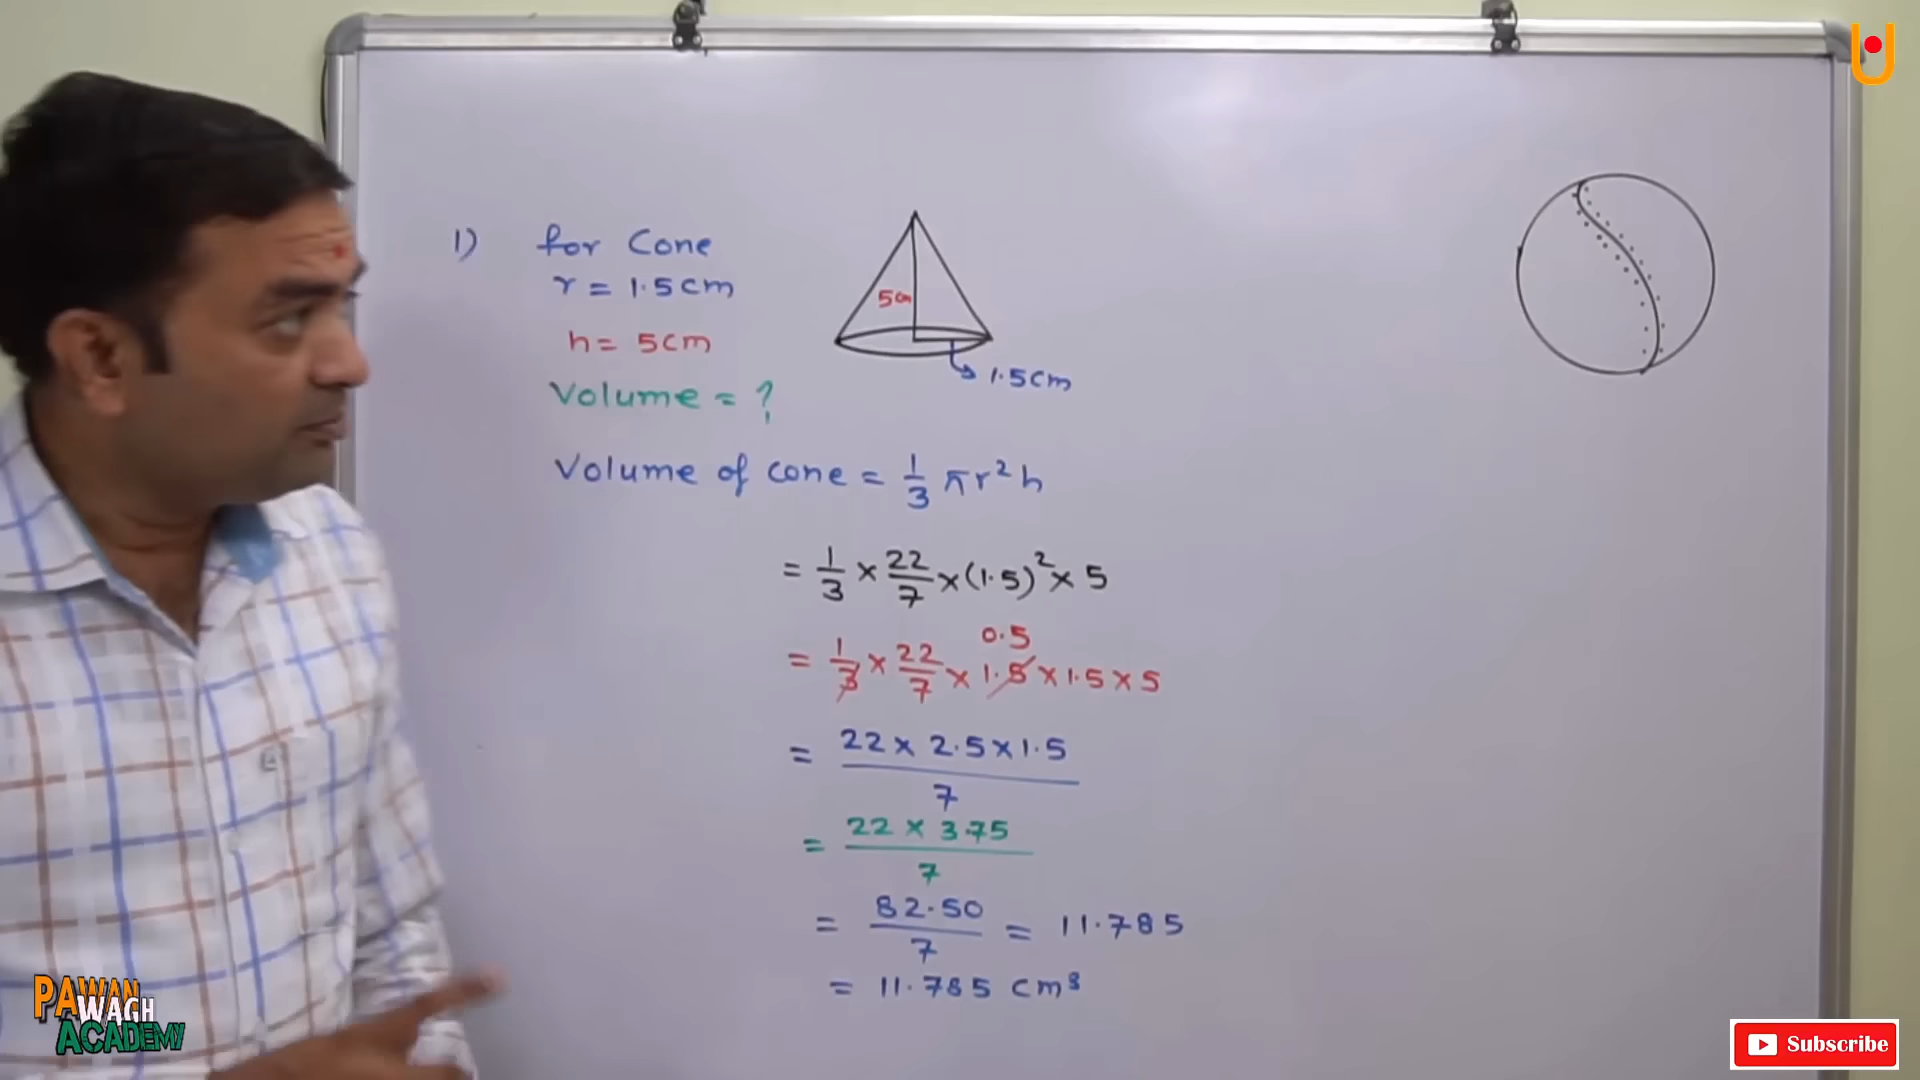 1) for Cone
r = 1.5cm
h = 5cm
Volume = ?
5cm
1.5cm
Volume of cone = 1/3 πr²h
= 1/3 × 22/7 × (1.5)² × 5
0.5
= 1/3 × 22/7 × 1.5 × 1.5 × 5
= 22 × 2.5 × 1.5 / 7
= 22 × 3.75 / 7
= 82.50 / 7 = 11.785
= 11.785 cm³
PAWAN
WAGH
ACADEMY
Subscribe